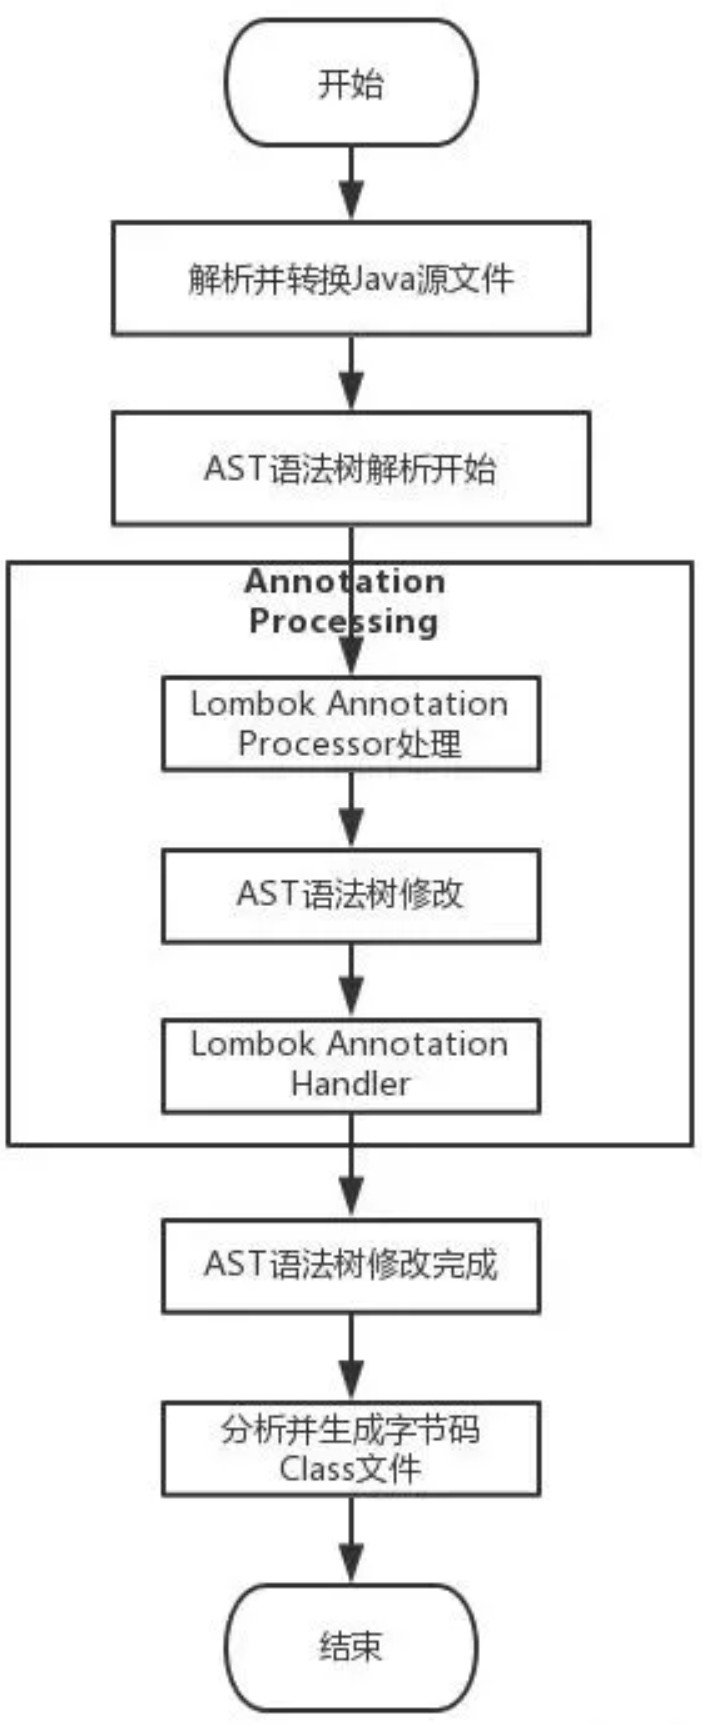 开始
解析并转换Java源文件
AST语法树解析开始
Annotation
Processing
Lombok Annotation
Processor处理
AST语法树修改
Lombok Annotation
Handler
AST语法树修改完成
分析并生成字节码
Class文件
结束